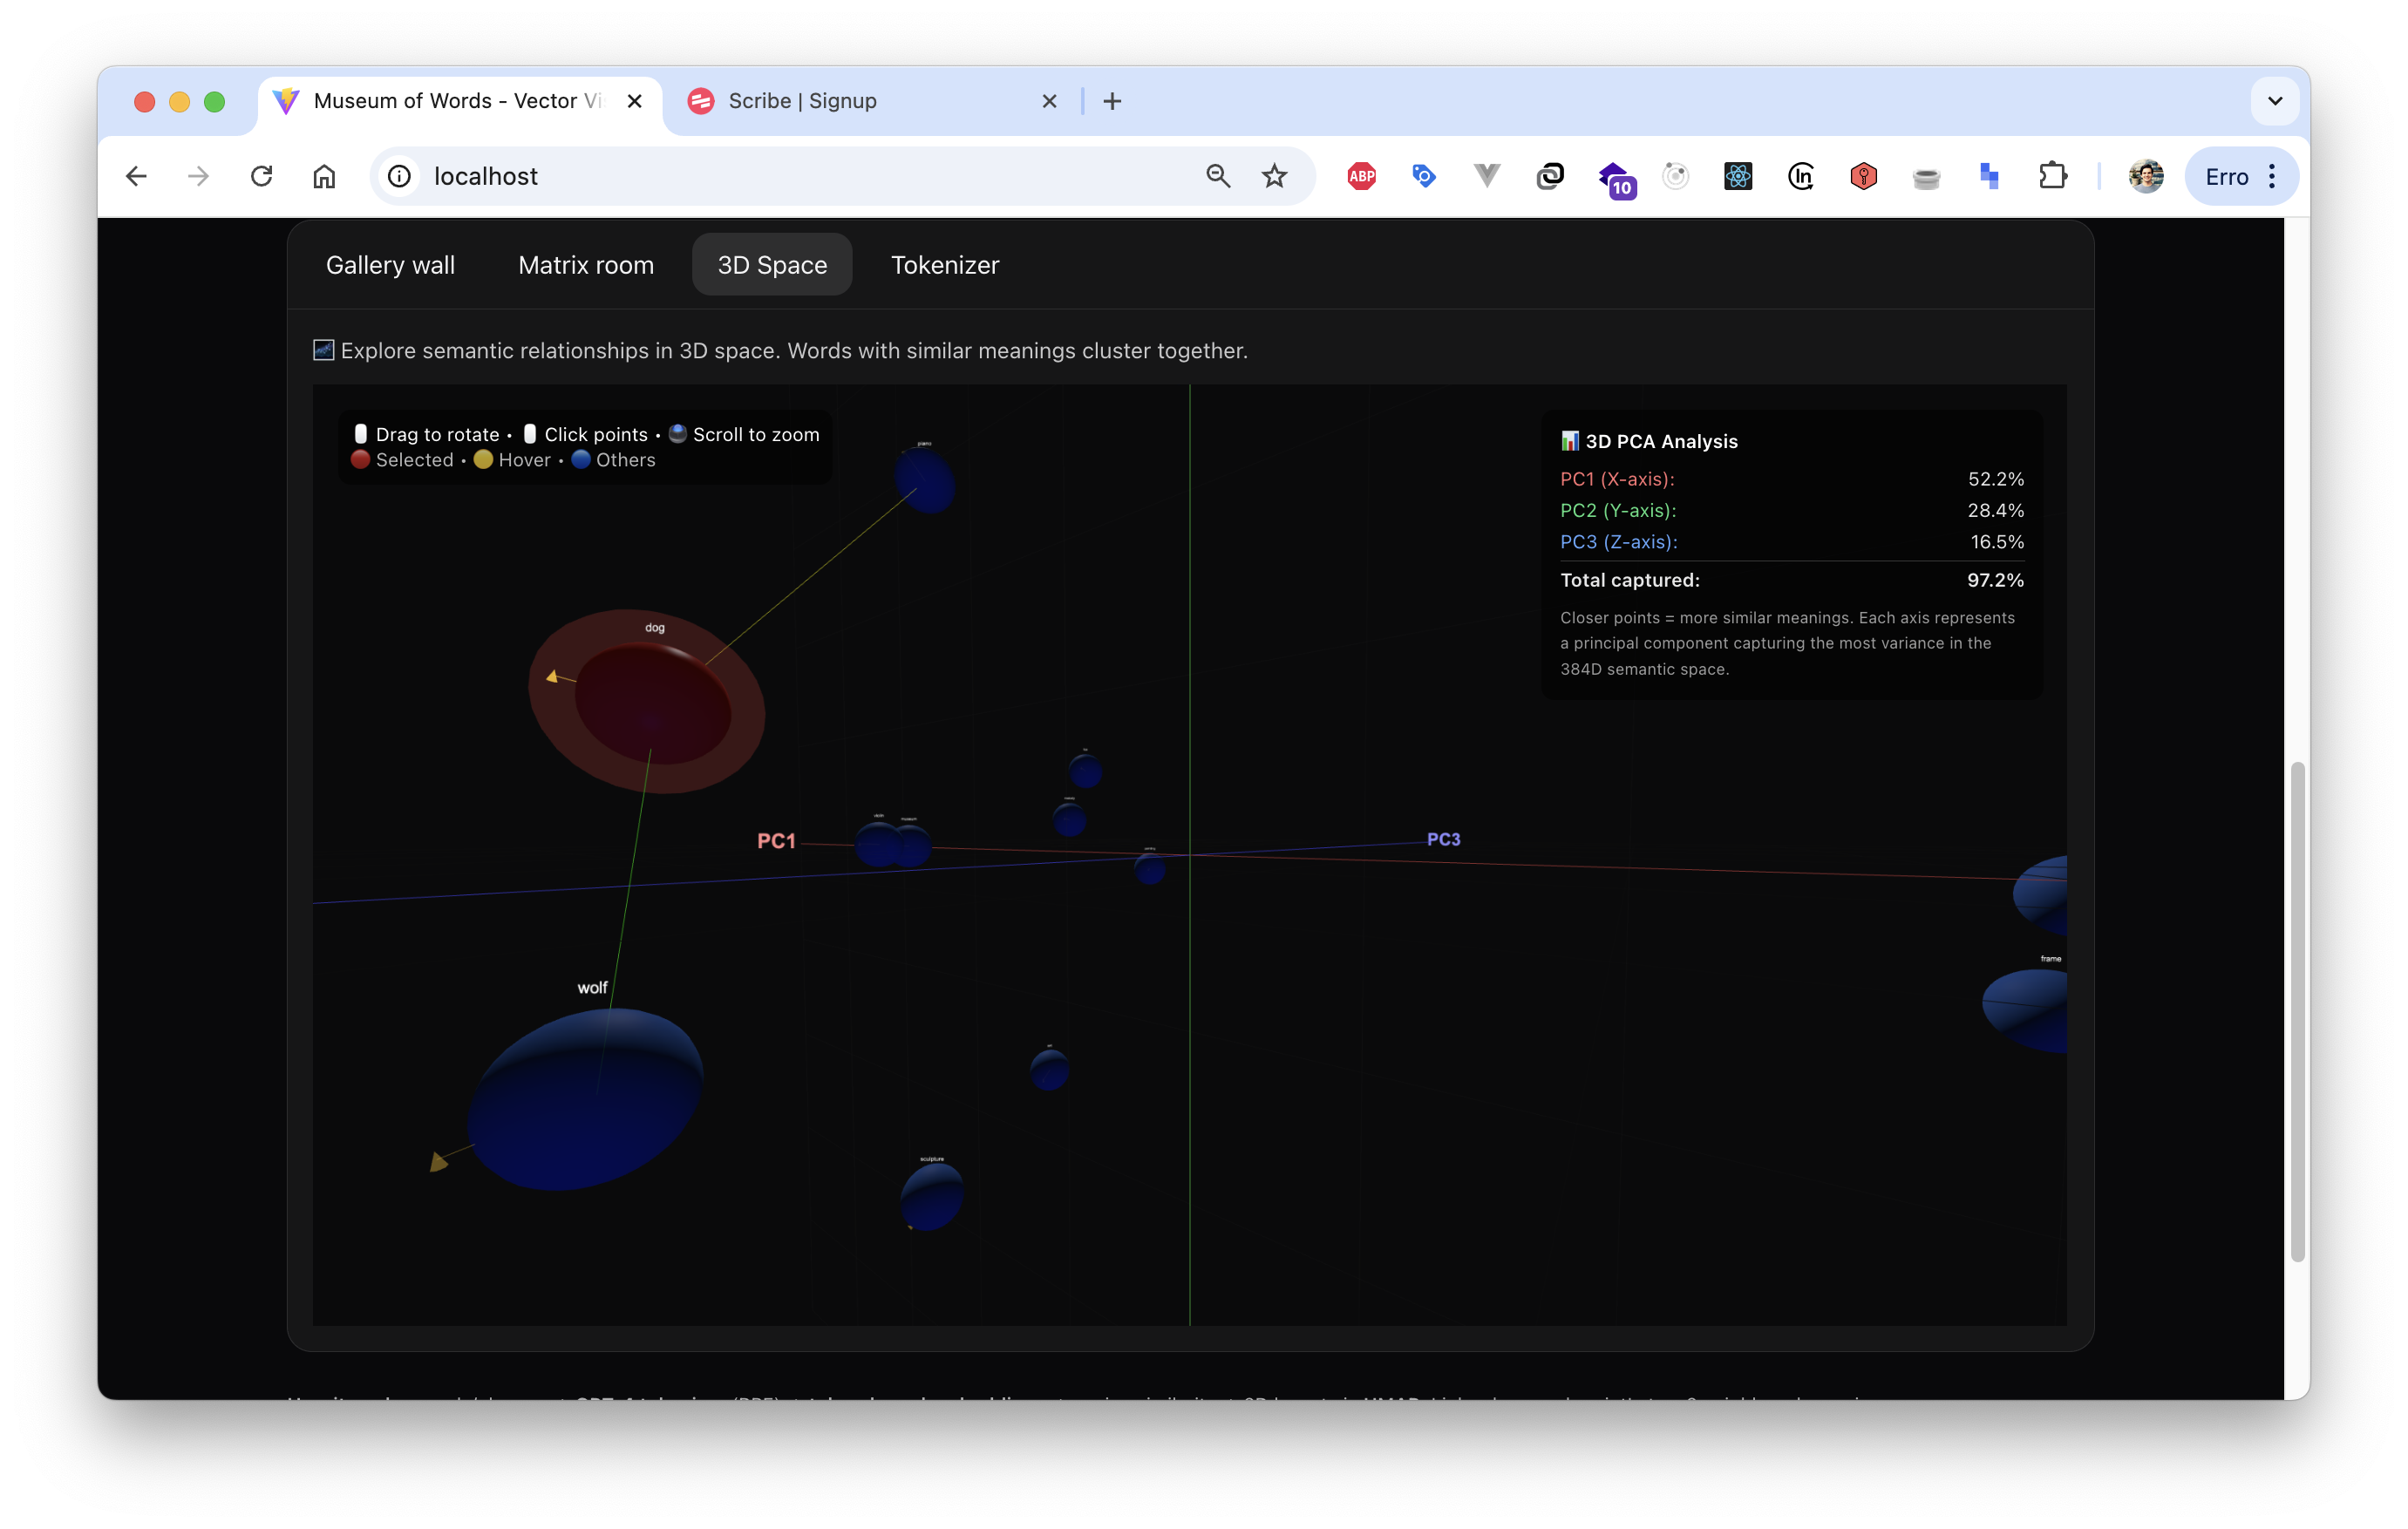 Museum of Words - Vector Vi
Scribe | Signup
localhost
ABP
10
In
Erro
Gallery wall
Matrix room
3D Space
Tokenizer
Explore semantic relationships in 3D space. Words with similar meanings cluster together.
Drag to rotate • Click points • Scroll to zoom
Selected • Hover • Others
3D PCA Analysis
PC1 (X-axis): 52.2%
PC2 (Y-axis): 28.4%
PC3 (Z-axis): 16.5%
Total captured: 97.2%
Closer points = more similar meanings. Each axis represents
a principal component capturing the most variance in the
384D semantic space.
piano
dog
museum
PC1
PC3
frame
wolf
sculpture